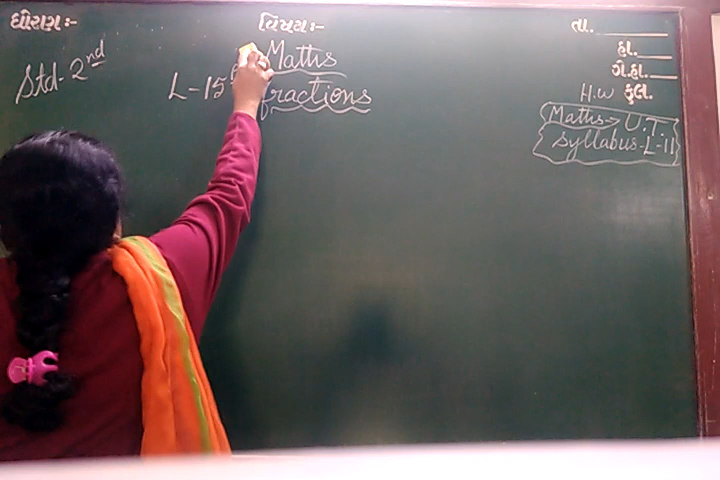 ધોરણ:-
Std-2nd
વિષય:-
Maths
L-15 fractions
તા.
હા.
ગે.હા.
H.W કુલ.
Maths→ U.T.
Syllabus-L-11